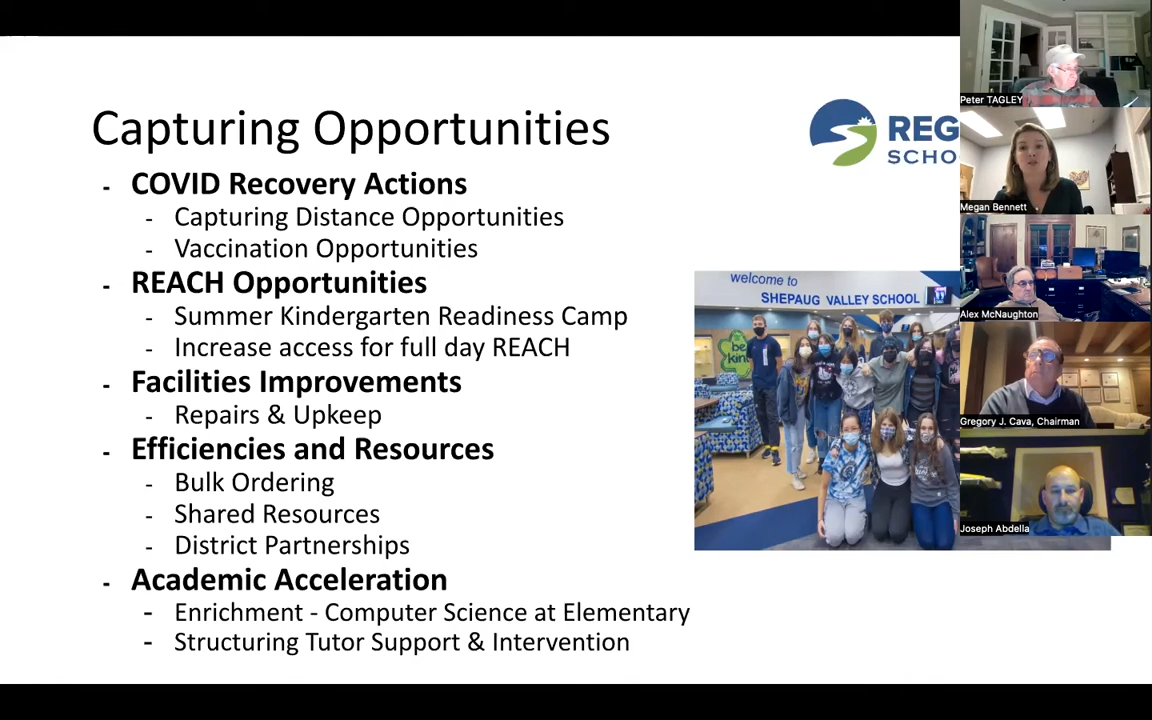 Capturing Opportunities
- COVID Recovery Actions
- Capturing Distance Opportunities
- Vaccination Opportunities
- REACH Opportunities
- Summer Kindergarten Readiness Camp
- Increase access for full day REACH
- Facilities Improvements
- Repairs & Upkeep
- Efficiencies and Resources
- Bulk Ordering
- Shared Resources
- District Partnerships
- Academic Acceleration
- Enrichment - Computer Science at Elementary
- Structuring Tutor Support & Intervention
REG
SCHO
welcome to
SHEPAUG VALLEY SCHOOL
be
kin
Peter TAGLEY
Megan Bennett
Alex McNaughton
Gregory J. Cava, Chairman
Joseph Abdella